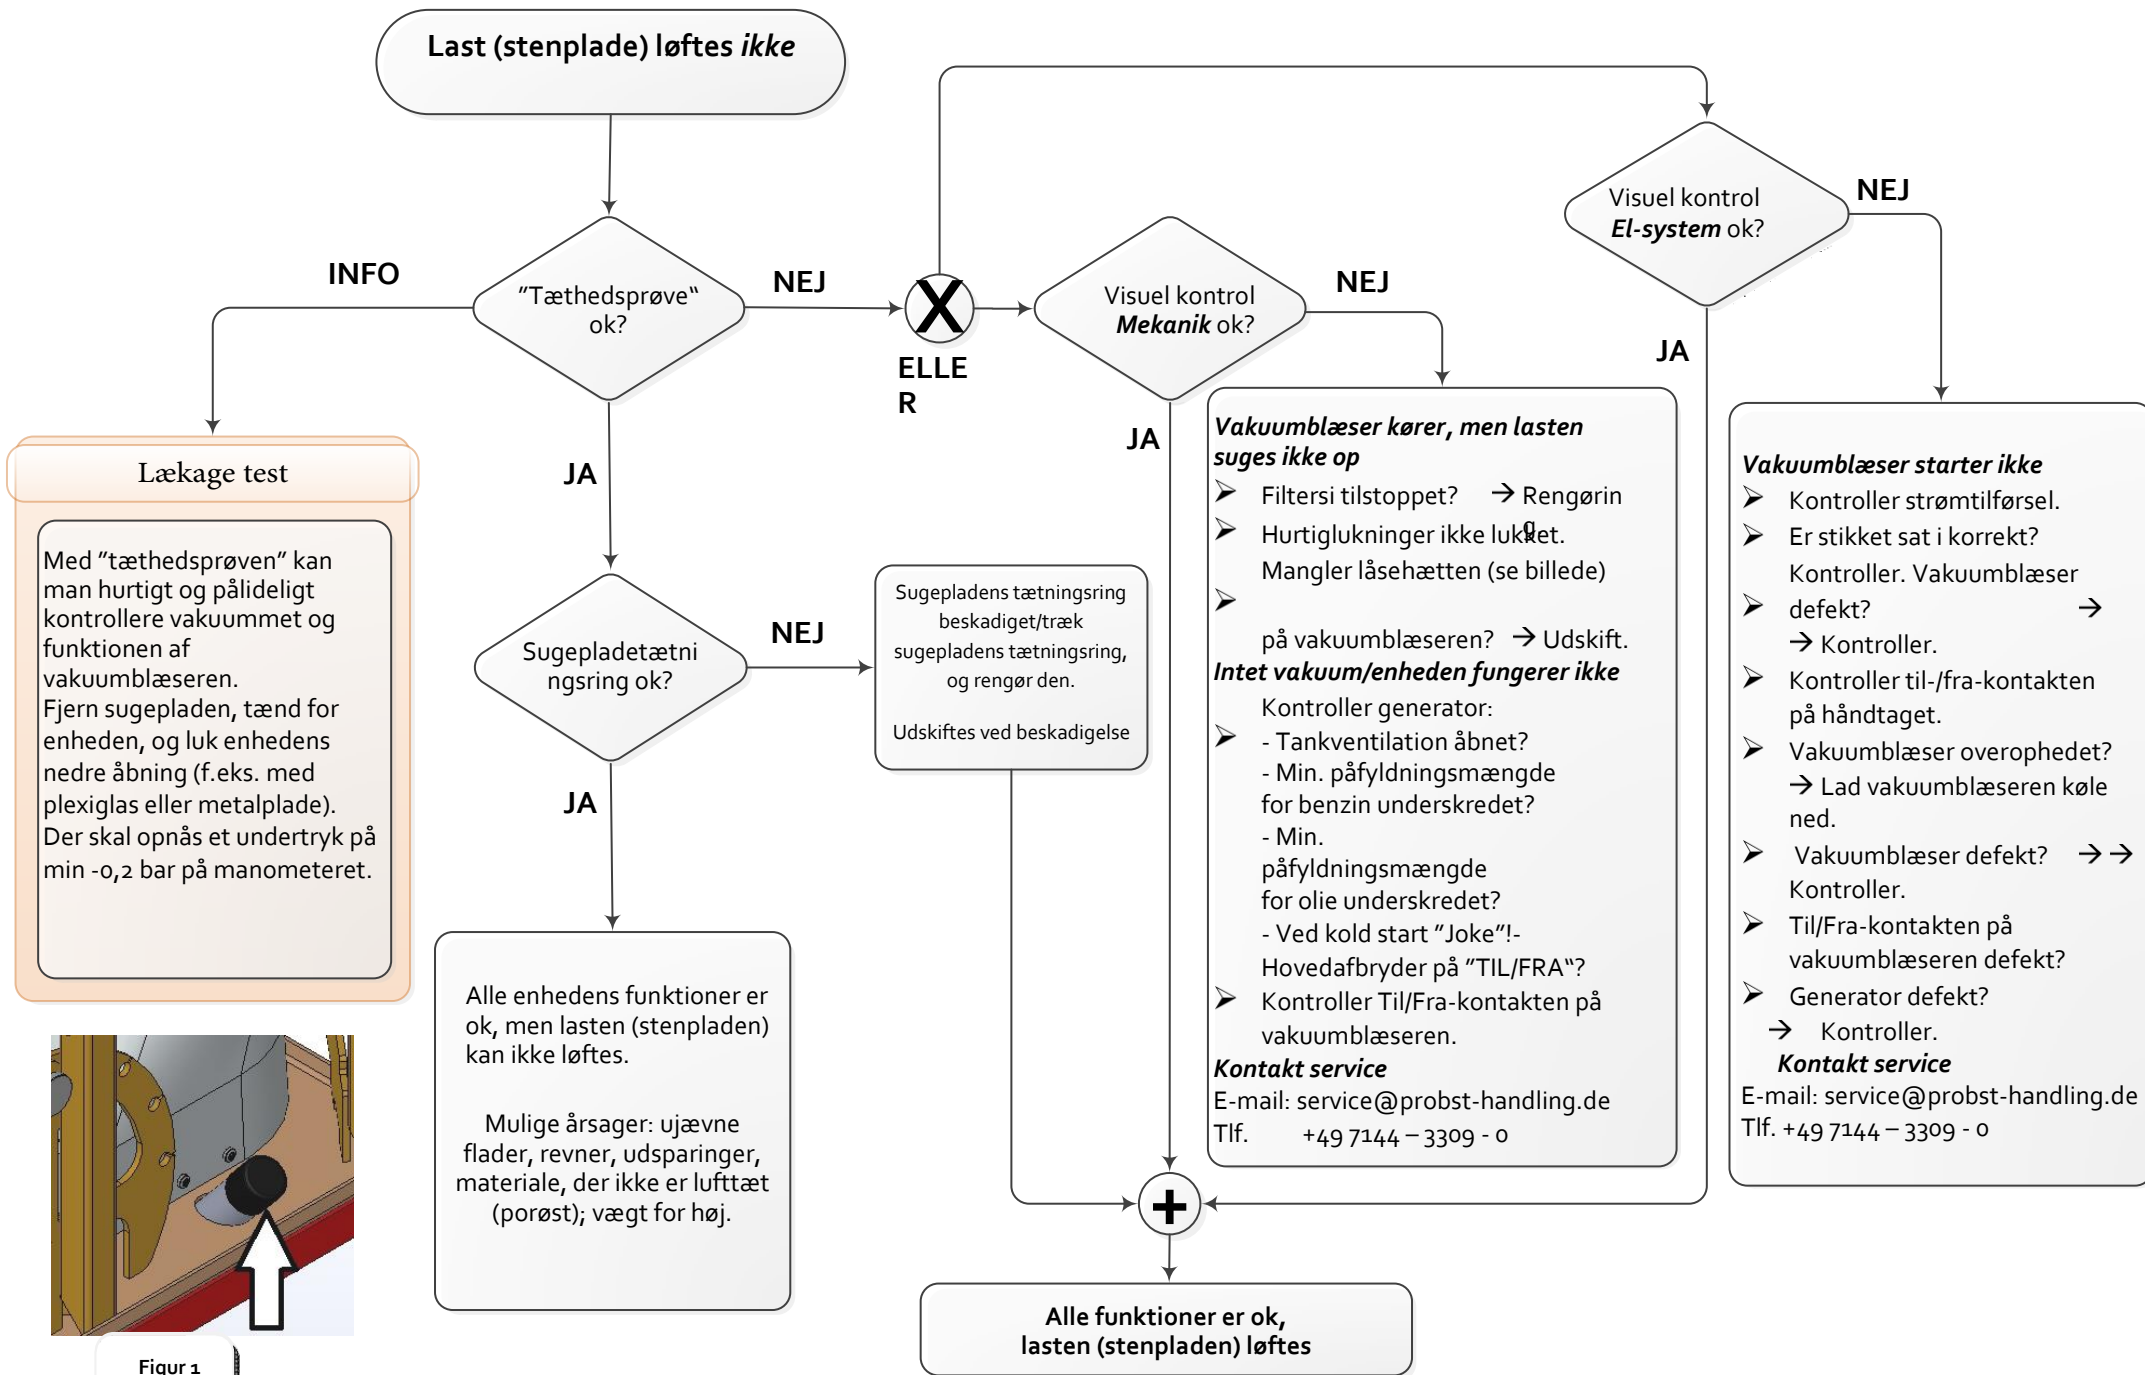 Last (stenplade) løftes ikke
INFO
"Tæthedsprøve“
ok?
NEJ
X
ELLE
R
Visuel kontrol
Mekanik ok?
NEJ
Visuel kontrol
El-system ok?
NEJ
JA
JA
JA
Lækage test
Med "tæthedsprøven" kan
man hurtigt og pålideligt
kontrollere vakuummet og
funktionen af
vakuumblæseren.
Fjern sugepladen, tænd for
enheden, og luk enhedens
nedre åbning (f.eks. med
plexiglas eller metalplade).
Der skal opnås et undertryk på
min -0,2 bar på manometeret.
Sugepladetætni
ngsring ok?
NEJ
JA
Sugepladens tætningsring
beskadiget/træk
sugepladens tætningsring,
og rengør den.
Udskiftes ved beskadigelse
Alle enhedens funktioner er
ok, men lasten (stenpladen)
kan ikke løftes.
Mulige årsager: ujævne
flader, revner, udsparinger,
materiale, der ikke er lufttæt
(porøst); vægt for høj.
Vakuumblæser kører, men lasten
suges ikke op
➢ Filtersi tilstoppet? → Rengørin
g.
➢ Hurtiglukninger ikke lukket.
Mangler låsehætten (se billede)
➢
på vakuumblæseren? → Udskift.
Intet vakuum/enheden fungerer ikke
Kontroller generator:
➢ - Tankventilation åbnet?
- Min. påfyldningsmængde
for benzin underskredet?
- Min.
påfyldningsmængde
for olie underskredet?
- Ved kold start "Joke"!-
Hovedafbryder på "TIL/FRA“?
➢ Kontroller Til/Fra-kontakten på
vakuumblæseren.
Kontakt service
E-mail: service@probst-handling.de
Tlf. +49 7144 – 3309 - 0
Vakuumblæser starter ikke
➢ Kontroller strømtilførsel.
➢ Er stikket sat i korrekt?
Kontroller. Vakuumblæser
➢ defekt? →
→ Kontroller.
➢ Kontroller til-/fra-kontakten
på håndtaget.
➢ Vakuumblæser overophedet?
→ Lad vakuumblæseren køle
ned.
➢ Vakuumblæser defekt? → →
Kontroller.
➢ Til/Fra-kontakten på
vakuumblæseren defekt?
➢ Generator defekt?
→ Kontroller.
Kontakt service
E-mail: service@probst-handling.de
Tlf. +49 7144 – 3309 - 0
+
Alle funktioner er ok,
lasten (stenpladen) løftes
Figur 1